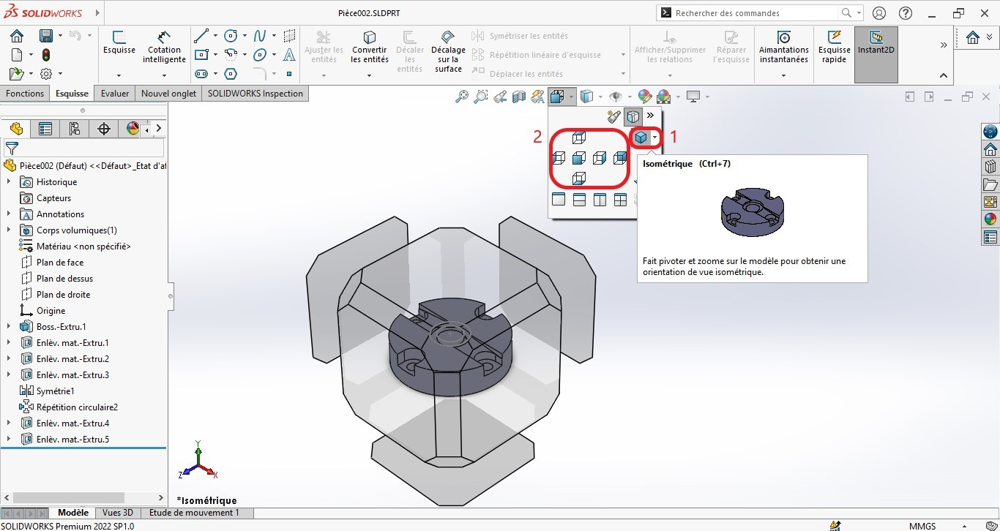 SOLIDWORKS
Pièce002.SLDPRT
Rechercher des commandes
Esquisse
Cotation
intelligente
Ajuster les
entités
Convertir
les entités
Décaler
les
entités
Décalage
sur la
surface
Symétriser les entités
Répétition linéaire d'esquisse
Déplacer les entités
Afficher/Supprimer
les relations
Réparer
l'esquisse
Aimantations
instantanées
Esquisse
rapide
Instant2D
Fonctions
Esquisse
Evaluer
Nouvel onglet
SOLIDWORKS Inspection
2
1
Isométrique (Ctrl+7)
Fait pivoter et zoome sur le modèle pour obtenir une
orientation de vue isométrique.
Pièce002 (Défaut) <<Défaut>_Etat d'af
Historique
Capteurs
Annotations
Corps volumiques(1)
Matériau <non spécifié>
Plan de face
Plan de dessus
Plan de droite
Origine
Boss.-Extru.1
Enlèv. mat.-Extru.1
Enlèv. mat.-Extru.2
Enlèv. mat.-Extru.3
Symétrie1
Répétition circulaire2
Enlèv. mat.-Extru.4
Enlèv. mat.-Extru.5
Y
Z
X
*Isométrique
Modèle
Vues 3D
Etude de mouvement 1
SOLIDWORKS Premium 2022 SP1.0
MMGS